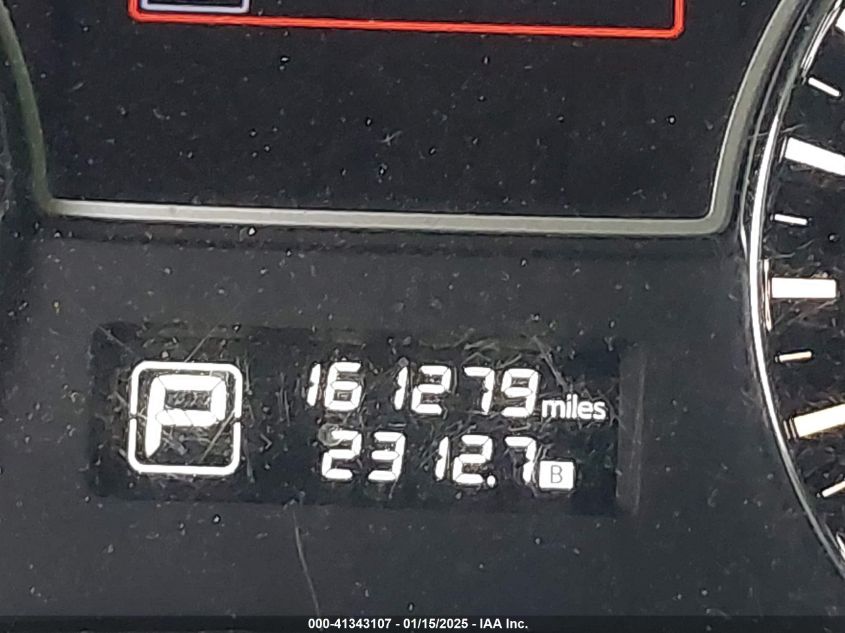 P
161279 miles
2312.7 B
000-41343107 - 01/15/2025 - IAA Inc.